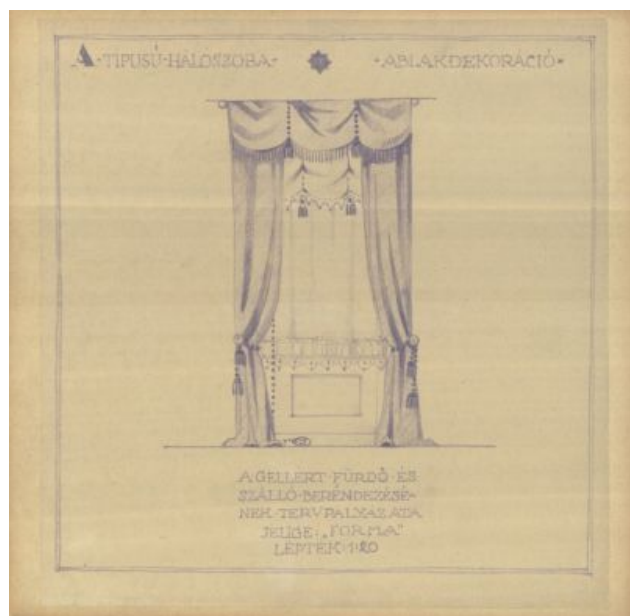 A·TIPUSÚ·HÁLÓSZOBA· ·ABLAKDEKORÁCIÓ·
A GELLÉRT·FÜRDŐ·ÉS
SZÁLLÓ·BERENDEZÉSÉ-
NEK·TERVPÁLYÁZATA
JELIGE: „FORMA”
LÉPTÉK·1:20